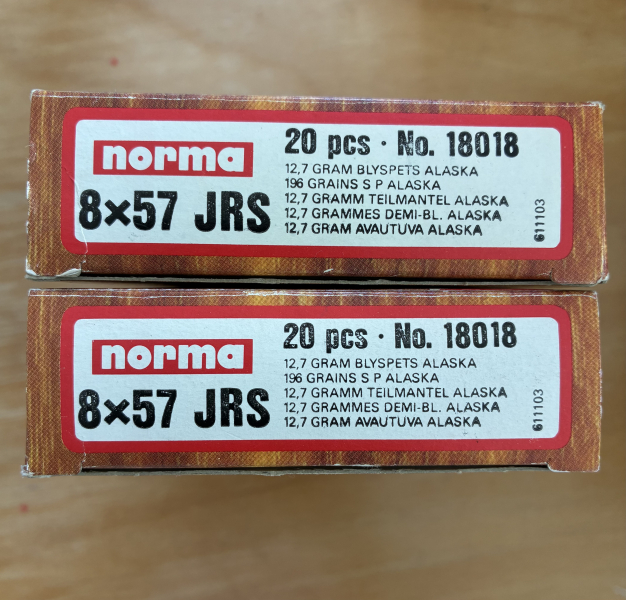 norma
8×57 JRS
20 pcs · No. 18018
12,7 GRAM BLYSPETS ALASKA
196 GRAINS S P ALASKA
12,7 GRAMM TEILMANTEL ALASKA
12,7 GRAMMES DEMI-BL. ALASKA
12,7 GRAM AVAUTUVA ALASKA
611103
norma
8×57 JRS
20 pcs · No. 18018
12,7 GRAM BLYSPETS ALASKA
196 GRAINS S P ALASKA
12,7 GRAMM TEILMANTEL ALASKA
12,7 GRAMMES DEMI-BL. ALASKA
12,7 GRAM AVAUTUVA ALASKA
611103